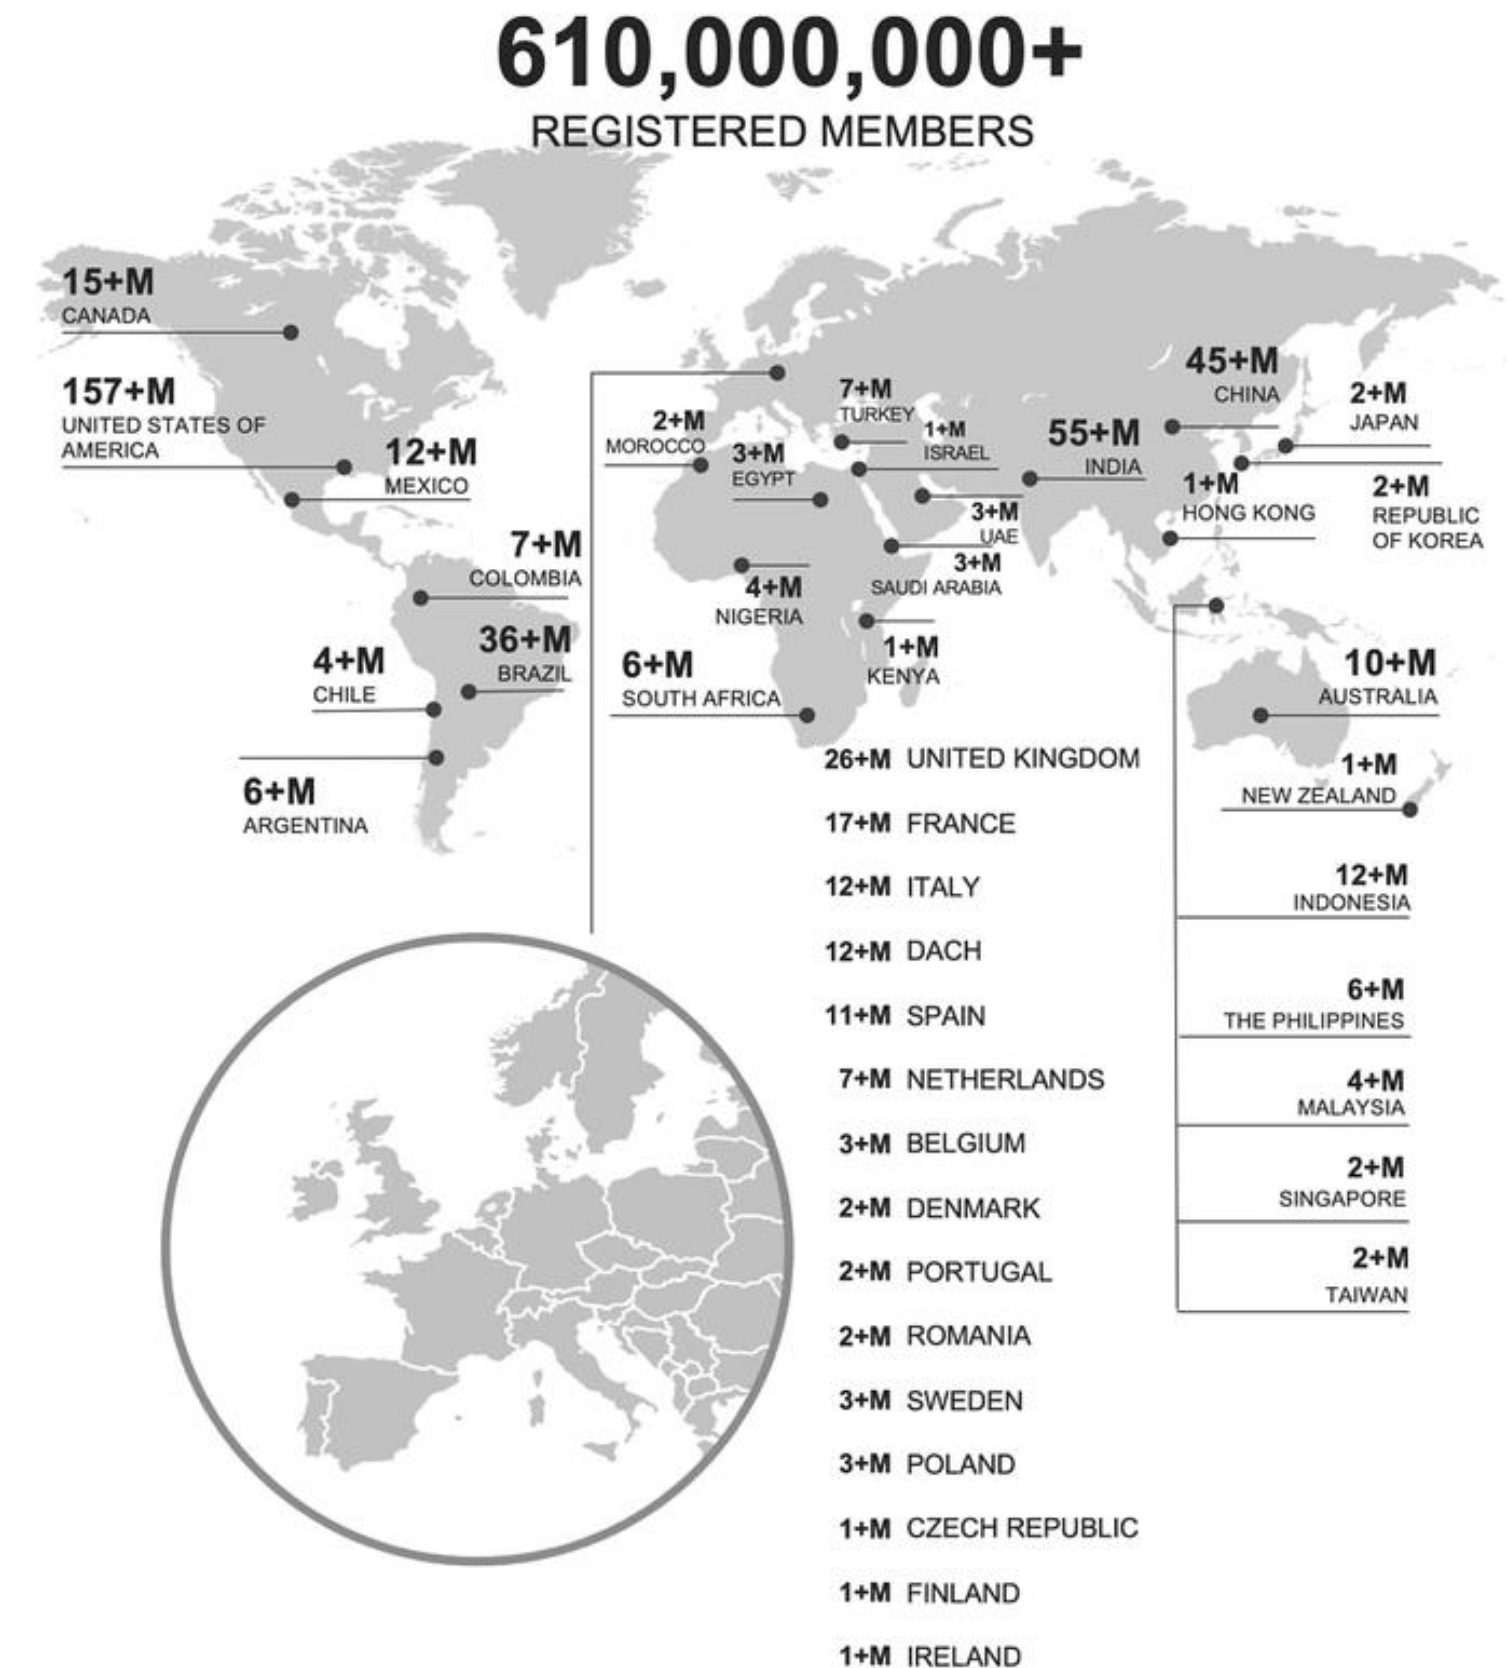 610,000,000+
REGISTERED MEMBERS
15+M
CANADA
157+M
UNITED STATES OF
AMERICA
12+M
MEXICO
7+M
COLOMBIA
36+M
BRAZIL
4+M
CHILE
6+M
ARGENTINA
2+M
MOROCCO
3+M
EGYPT
7+M
TURKEY
1+M
ISRAEL
3+M
UAE
3+M
SAUDI ARABIA
4+M
NIGERIA
1+M
KENYA
6+M
SOUTH AFRICA
55+M
INDIA
45+M
CHINA
2+M
JAPAN
1+M
HONG KONG
2+M
REPUBLIC
OF KOREA
10+M
AUSTRALIA
1+M
NEW ZEALAND
26+M UNITED KINGDOM
17+M FRANCE
12+M ITALY
12+M DACH
11+M SPAIN
7+M NETHERLANDS
3+M BELGIUM
2+M DENMARK
2+M PORTUGAL
2+M ROMANIA
3+M SWEDEN
3+M POLAND
1+M CZECH REPUBLIC
1+M FINLAND
1+M IRELAND
12+M
INDONESIA
6+M
THE PHILIPPINES
4+M
MALAYSIA
2+M
SINGAPORE
2+M
TAIWAN